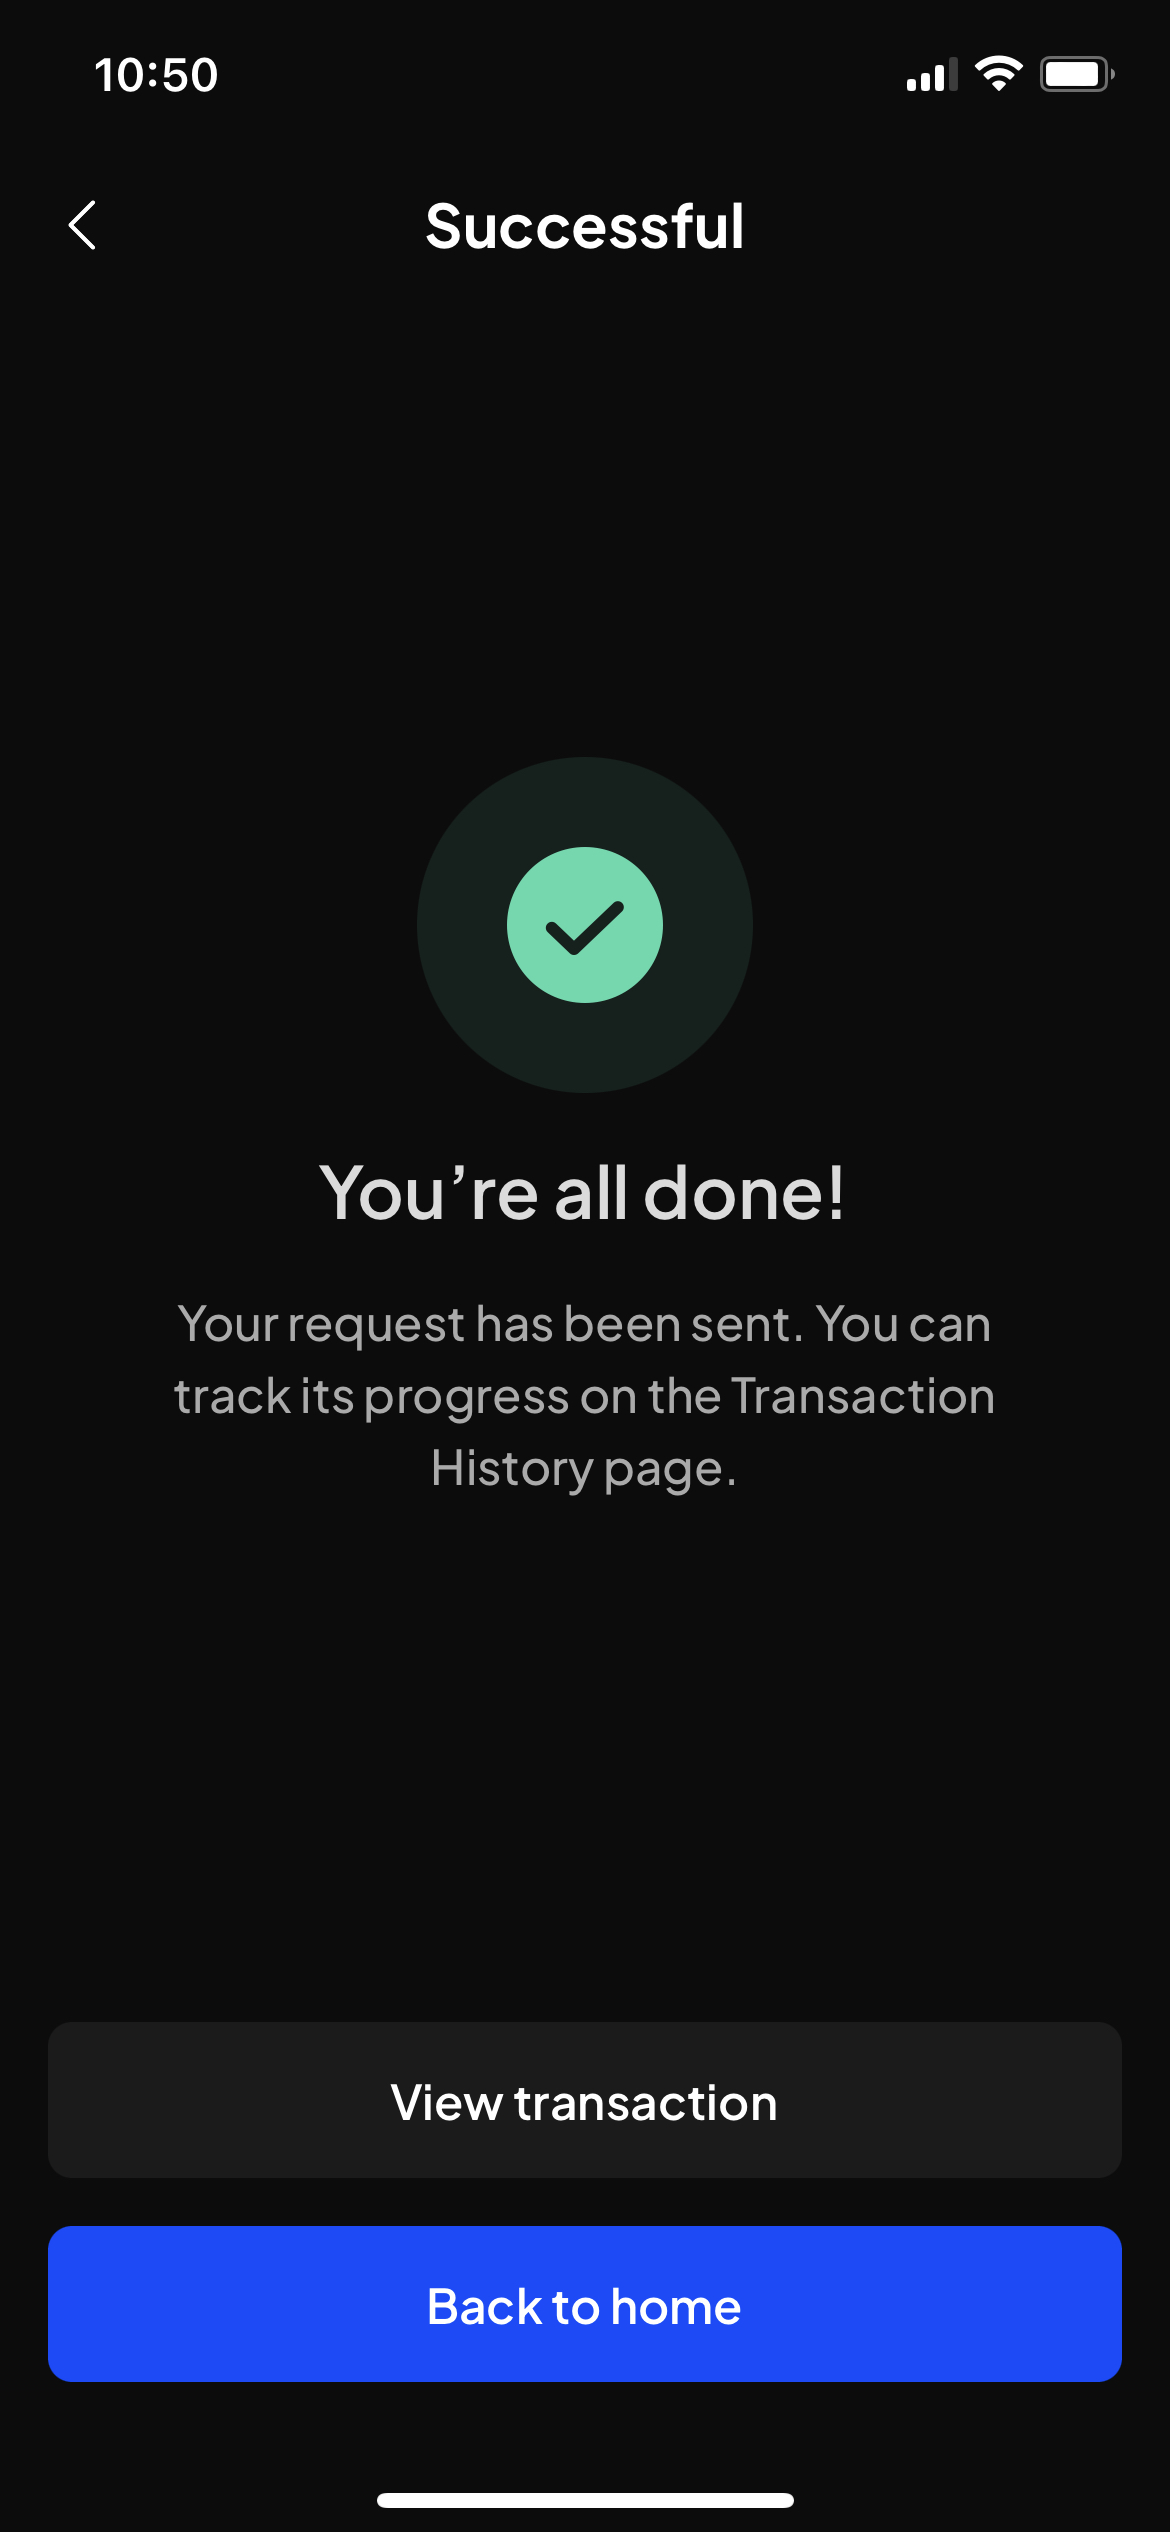 10:50
Successful
You’re all done!
Your request has been sent. You can
track its progress on the Transaction
History page.
View transaction
Back to home